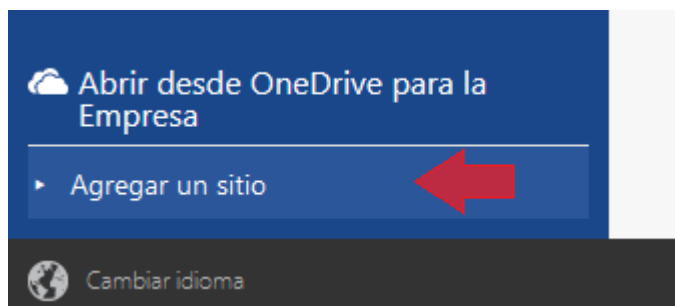 Abrir desde OneDrive para la
Empresa
Agregar un sitio
Cambiar idioma